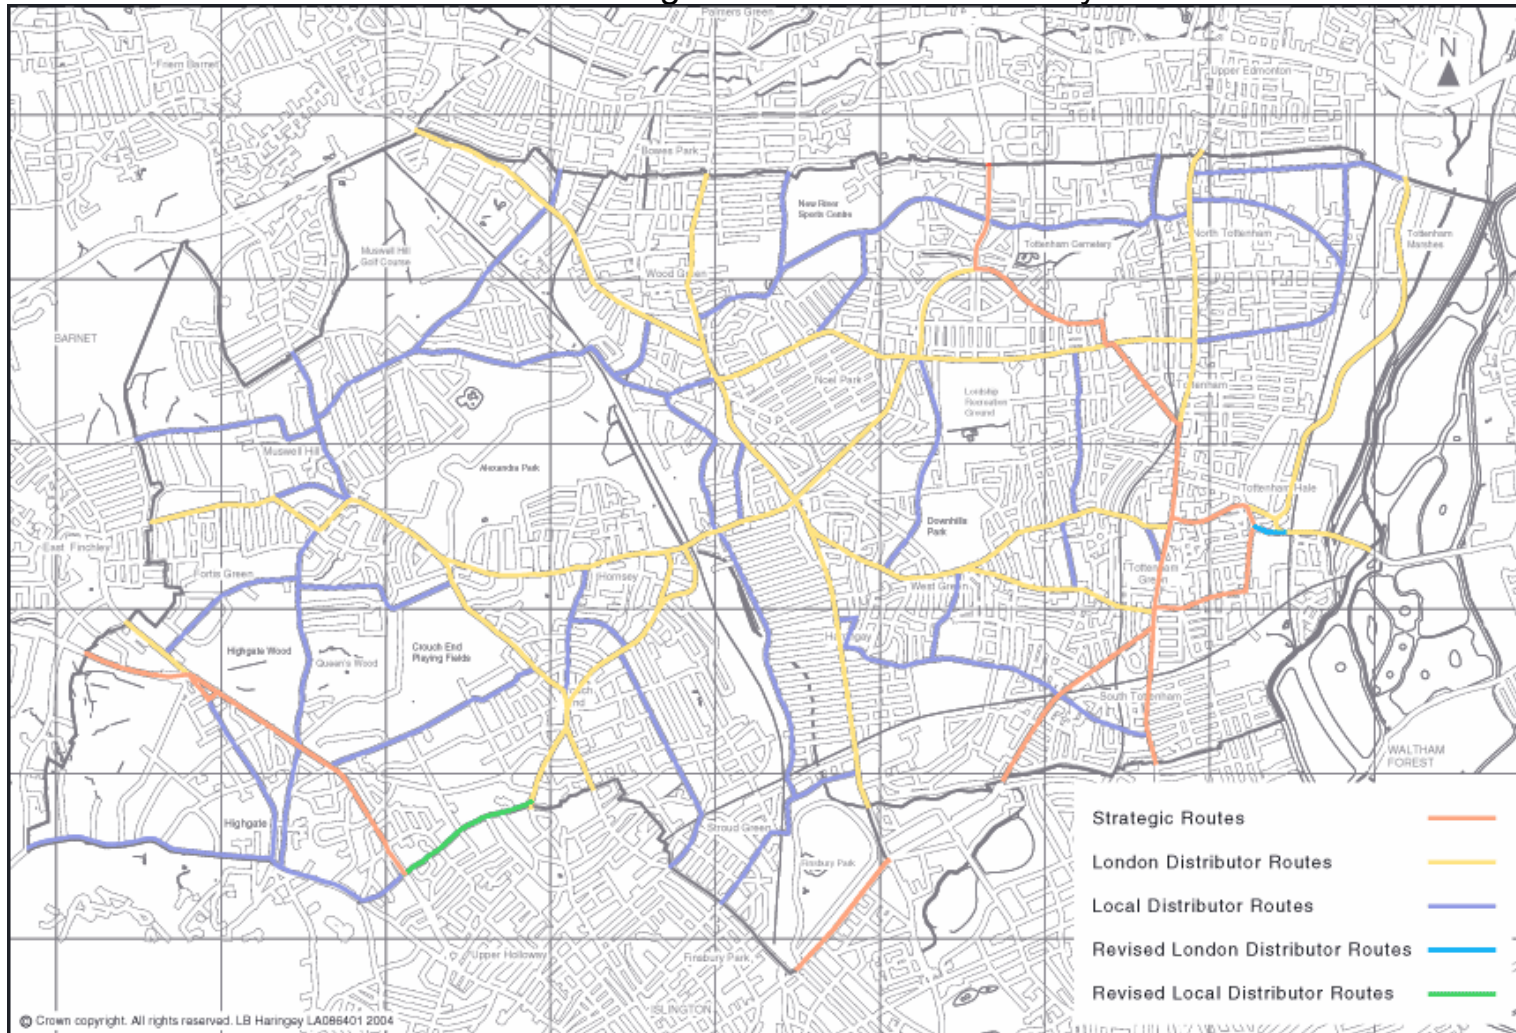 Palmers Green
Friern Barnet
Upper Edmonton
N
Bowes Park
New River
Sports Centre
Muswell Hill
Golf Course
Tottenham Cemetery
North Tottenham
Tottenham
Marshes
Wood Green
BARNET
Noel Park
Tottenham
Lordship
Recreation
Ground
Muswell Hill
Alexandra Park
Tottenham Hale
Downhills
Park
East Finchley
Fortis Green
Hornsey
West Green
Tottenham
Green
Highgate Wood
Queen's Wood
Crouch End
Playing Fields
Harringay
Crouch
End
South Tottenham
WALTHAM
FOREST
Highgate
Stroud Green
Finsbury Park
Upper Holloway
Finsbury Park
ISLINGTON
Strategic Routes
London Distributor Routes
Local Distributor Routes
Revised London Distributor Routes
Revised Local Distributor Routes
© Crown copyright. All rights reserved. LB Haringey LA086401 2004